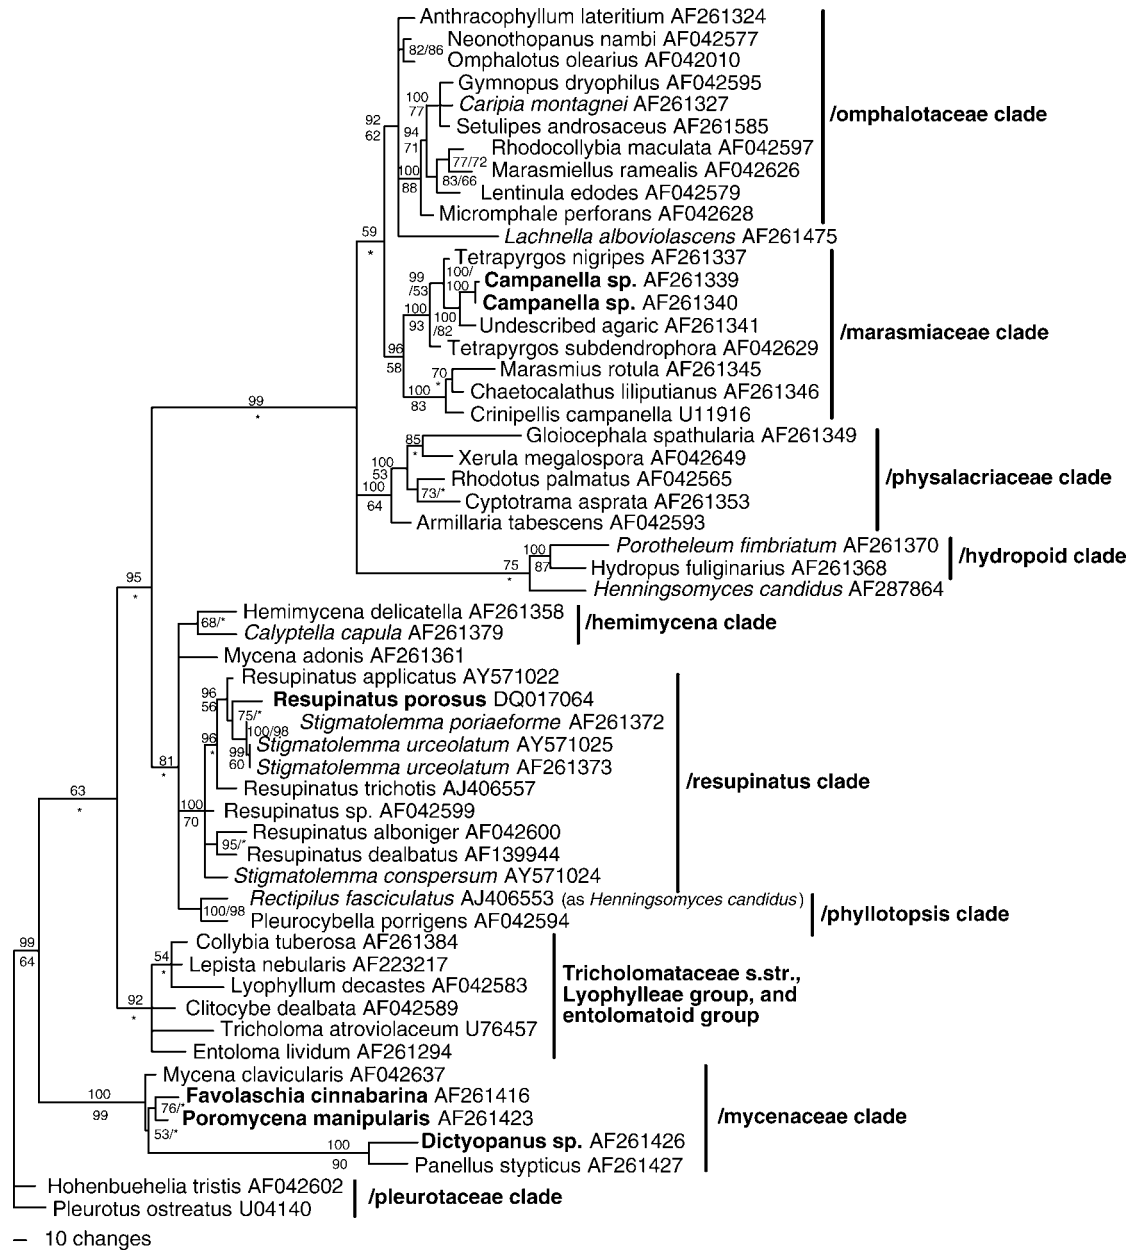 Anthracophyllum lateritium AF261324
Neonothopanus nambi AF042577
82/86
Omphalotus olearius AF042010
Gymnopus dryophilus AF042595
100
77
Caripia montagnei AF261327
/omphalotaceae clade
92
62
Setulipes androsaceus AF261585
94
71
Rhodocollybia maculata AF042597
77/72
100
88
Marasmiellus ramealis AF042626
83/66
Lentinula edodes AF042579
Micromphale perforans AF042628
59
*
Lachnella alboviolascens AF261475
Tetrapyrgos nigripes AF261337
100/
100
99
/53
Campanella sp. AF261339
Campanella sp. AF261340
100
93
100
/82
Undescribed agaric AF261341
/marasmiaceae clade
Tetrapyrgos subdendrophora AF042629
96
58
Marasmius rotula AF261345
70
*
Chaetocalathus liliputianus AF261346
100
83
Crinipellis campanella U11916
99
*
Gloiocephala spathularia AF261349
85
*
Xerula megalospora AF042649
100
53
Rhodotus palmatus AF042565
/physalacriaceae clade
100
64
73/*
Cyptotrama asprata AF261353
Armillaria tabescens AF042593
Porotheleum fimbriatum AF261370
100
87
/hydropoid clade
75
*
Hydropus fuliginarius AF261368
Henningsomyces candidus AF287864
95
*
Hemimycena delicatella AF261358
68/*
/hemimycena clade
Calyptella capula AF261379
Mycena adonis AF261361
Resupinatus applicatus AY571022
96
56
Resupinatus porosus DQ017064
75/*
Stigmatolemma poriaeforme AF261372
100/98
96
*
Stigmatolemma urceolatum AY571025
99
60
Stigmatolemma urceolatum AF261373
81
*
/resupinatus clade
Resupinatus trichotis AJ406557
63
*
100
70
Resupinatus sp. AF042599
Resupinatus alboniger AF042600
95/*
Resupinatus dealbatus AF139944
Stigmatolemma conspersum AY571024
Rectipilus fasciculatus AJ406553 (as Henningsomyces candidus)
100/98
/phyllotopsis clade
Pleurocybella porrigens AF042594
99
64
Collybia tuberosa AF261384
54
*
Lepista nebularis AF223217
Tricholomataceae s.str.,
Lyophyllum decastes AF042583
Lyophylleae group, and
92
*
Clitocybe dealbata AF042589
entolomatoid group
Tricholoma atroviolaceum U76457
Entoloma lividum AF261294
Mycena clavicularis AF042637
100
99
Favolaschia cinnabarina AF261416
76/*
Poromycena manipularis AF261423
/mycenaceae clade
53/*
Dictyopanus sp. AF261426
100
90
Panellus stypticus AF261427
Hohenbuehelia tristis AF042602
/pleurotaceae clade
Pleurotus ostreatus U04140
10 changes